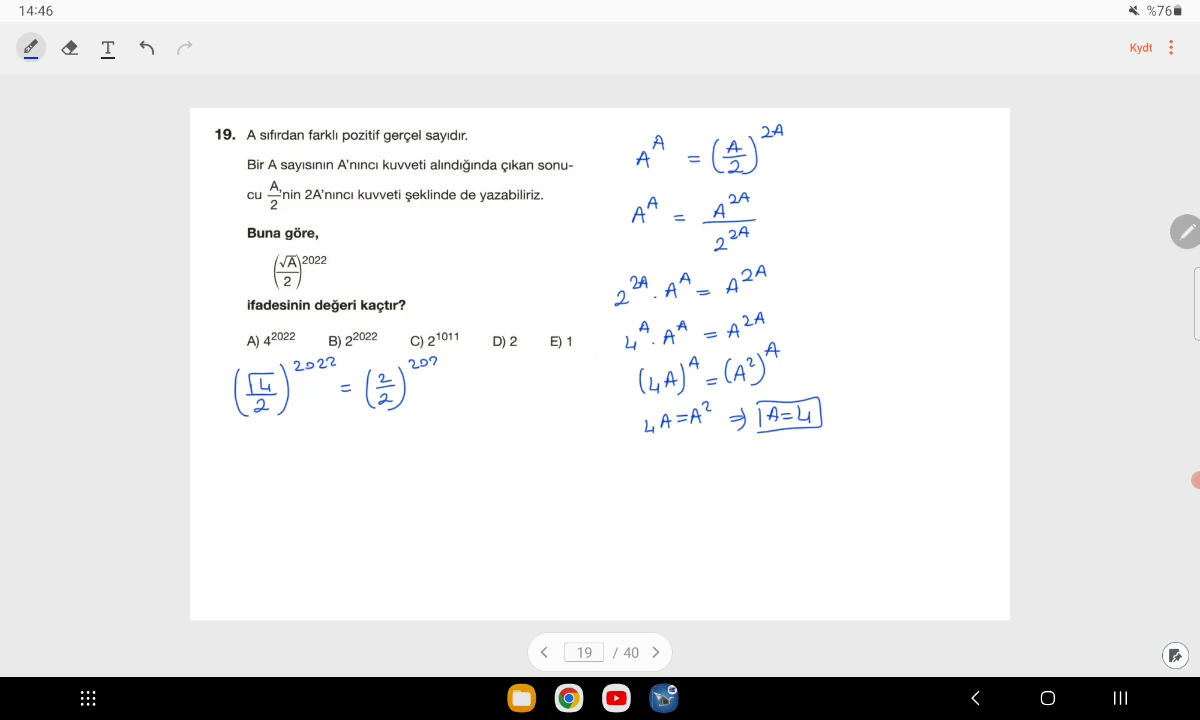 14:46
%76
T
Kydt
19. A sıfırdan farklı pozitif gerçel sayıdır.
Bir A sayısının A'nıncı kuvveti alındığında çıkan sonu-
cu A/2'nin 2A'nıncı kuvveti şeklinde de yazabiliriz.
Buna göre,
(√A/2)^2022
ifadesinin değeri kaçtır?
A) 4^2022 B) 2^2022 C) 2^1011 D) 2 E) 1
(√4/2)^2022 = (2/2)^202
A^A = (A/2)^2A
A^A = A^2A/2^2A
2^2A . A^A = A^2A
4^A . A^A = A^2A
(4A)^A = (A^2)^A
4A=A^2 ⇒ A=4
19 / 40